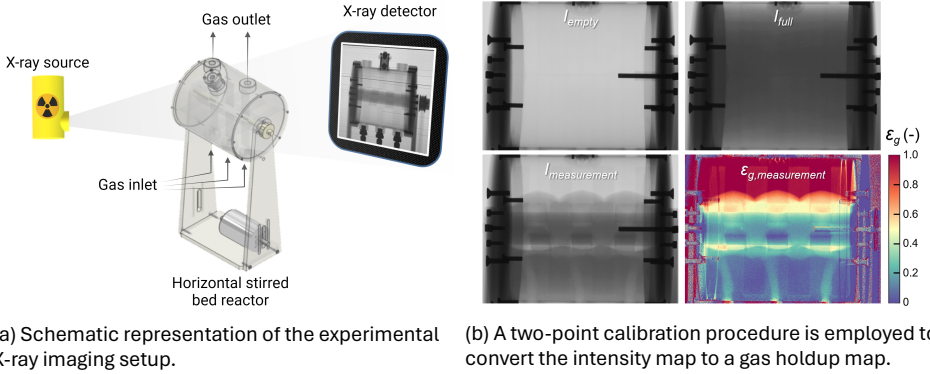 Gas outlet
X-ray detector
X-ray source
Gas inlet
Horizontal stirred
bed reactor
a) Schematic representation of the experimental
X-ray imaging setup.
I_empty
I_full
I_measurement
ε_g,measurement
ε_g (-)
1.0
0.8
0.6
0.4
0.2
0
(b) A two-point calibration procedure is employed to
convert the intensity map to a gas holdup map.